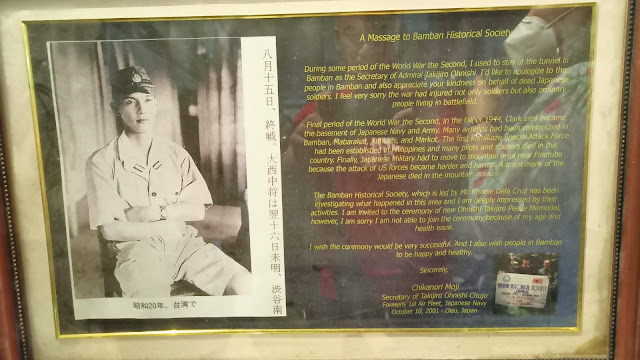 A Massage to Bamban Historical Society
During some period of the World War the Second, I used to stay at the tunnel in
Bamban as the Secretary of Admiral Takijiro Ohnishi. I'd like to apologize to the
people in Bamban and also appreciate your kindness on behalf of dead Japanese
soldiers. I feel very sorry the war had injured not only soldiers but also ordinary
people living in battlefield.
Final period of the World War the Second, in the fall of 1944, Clark area became
the basement of Japanese Navy and Army. Many airfields had been constructed in
Bamban, Mabarakat, Angeles, and Markot. The first Kamikaze Special Attack Force
had been established in Philippines and many pilots and soldiers died in this
country. Finally, Japanese Military had to move to mountain area near Pinatubo
because the attack of US forces became harder and harder. A great many of the
Japanese died in the mountain area.
The Bamban Historical Society, which is led by Mr. Rhonie Dela Cruz has been
investigating what happened in this area and I am deeply impressed by their
activities. I am invited to the ceremony of new Ohnishi Takijiro Peace Memorial,
however, I am sorry I am not able to join the ceremony because of my age and
health issue.
I wish the ceremony would be very successful. And I also wish people in Bamban
to be happy and healthy.
Sincerely,
Chikanori Moji
Secretary of Takijiro Ohnishi Chujo
Formerly 1st Air Fleet, Japanese Navy
October 10, 2001 - Oiso, Japan
八月十五日、終戦。大西中将は翌十六日未明、渋谷南
昭和20年、台湾で